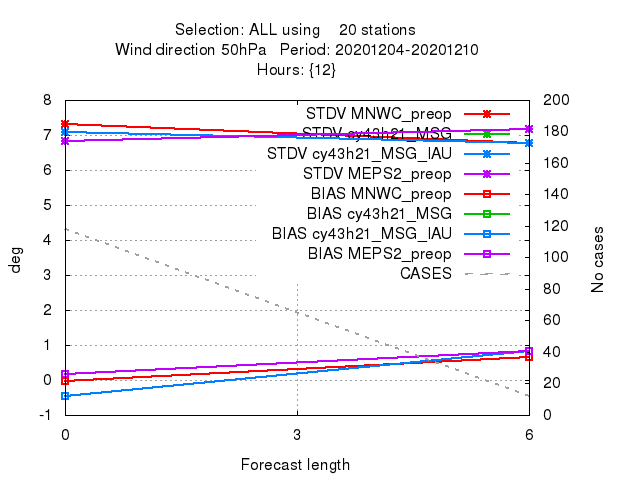 Selection: ALL using 20 stations
Wind direction 50hPa Period: 20201204-20201210
Hours: {12}
8
7
6
5
4
3
2
1
0
-1
deg
200
180
160
140
120
100
80
60
40
20
0
No cases
STDV MNWC_preop
STDV cy43h21_MSG
STDV cy43h21_MSG_IAU
STDV MEPS2_preop
BIAS MNWC_preop
BIAS cy43h21_MSG
BIAS cy43h21_MSG_IAU
BIAS MEPS2_preop
CASES
0 3 6
Forecast length